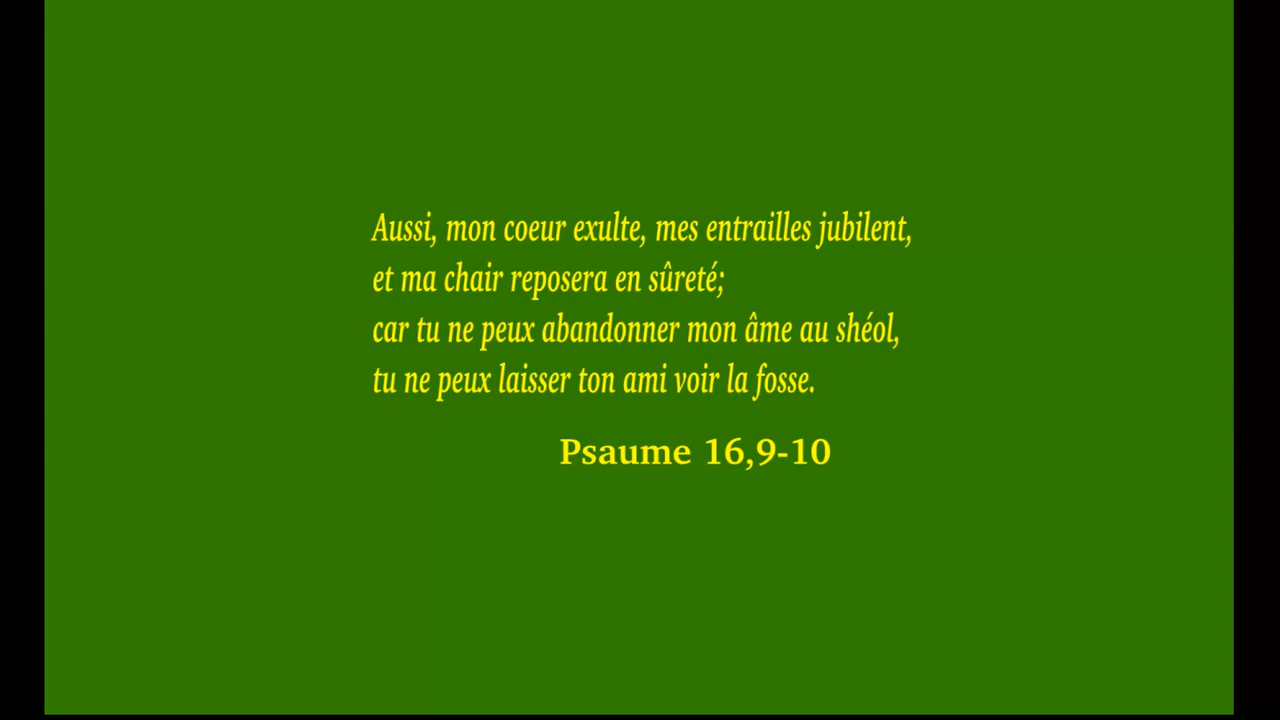 Aussi, mon coeur exulte, mes entrailles jubilent,
et ma chair reposera en sûreté;
car tu ne peux abandonner mon âme au shéol,
tu ne peux laisser ton ami voir la fosse.
Psaume 16,9-10